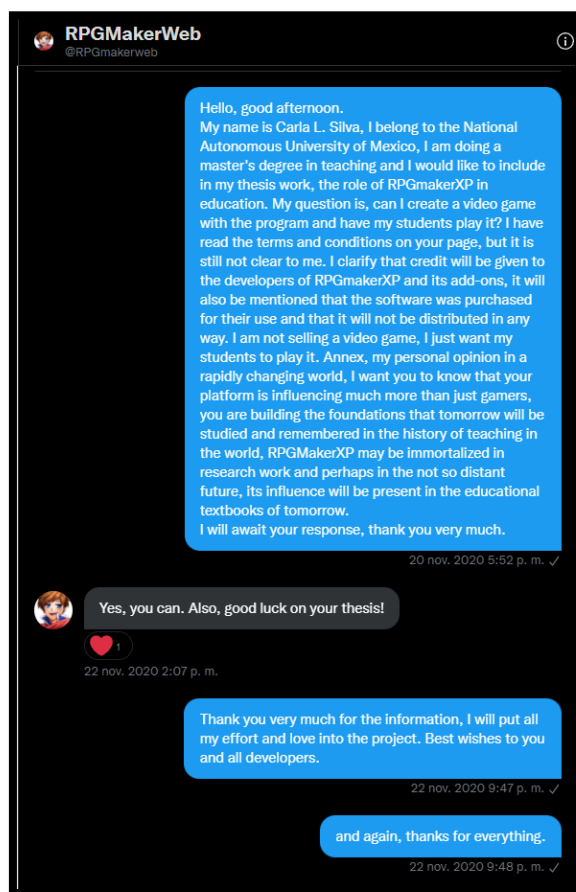 RPGMakerWeb
@RPGmakerweb
Hello, good afternoon.
My name is Carla L. Silva, I belong to the National
Autonomous University of Mexico, I am doing a
master's degree in teaching and I would like to include
in my thesis work, the role of RPGmakerXP in
education. My question is, can I create a video game
with the program and have my students play it? I have
read the terms and conditions on your page, but it is
still not clear to me. I clarify that credit will be given to
the developers of RPGmakerXP and its add-ons, it will
also be mentioned that the software was purchased
for their use and that it will not be distributed in any
way. I am not selling a video game, I just want my
students to play it. Annex, my personal opinion in a
rapidly changing world, I want you to know that your
platform is influencing much more than just gamers,
you are building the foundations that tomorrow will be
studied and remembered in the history of teaching in
the world, RPGMakerXP may be immortalized in
research work and perhaps in the not so distant
future, its influence will be present in the educational
textbooks of tomorrow.
I will await your response, thank you very much.
20 nov. 2020 5:52 p. m.
Yes, you can. Also, good luck on your thesis!
1
22 nov. 2020 2:07 p. m.
Thank you very much for the information, I will put all
my effort and love into the project. Best wishes to you
and all developers.
22 nov. 2020 9:47 p. m.
and again, thanks for everything.
22 nov. 2020 9:48 p. m.